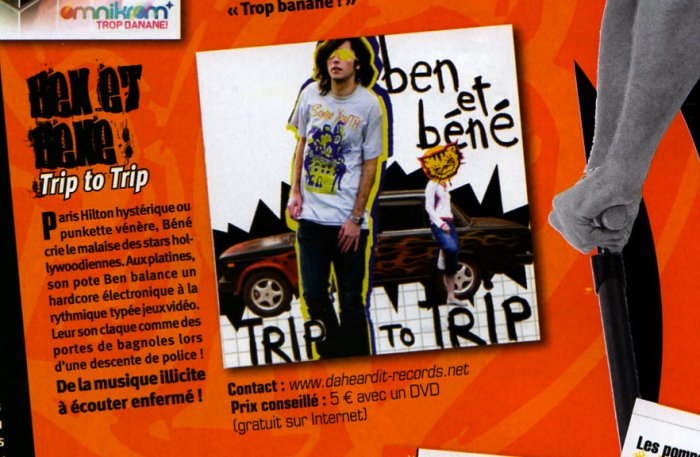 omnikrom
TROP BANANE!
« Trop banane ! »
BEN ET
BENE
Trip to Trip
Paris Hilton hystérique ou
punkette vénère, Béné
crie le malaise des stars hol-
lywoodiennes. Aux platines,
son pote Ben balance un
hardcore électronique à la
rythmique typée jeux vidéo.
Leur son claque comme des
portes de bagnoles lors
d'une descente de police !
De la musique illicite
à écouter enfermé !
ben
et
béné
Sonic Youth
TRIP TO TRIP
Contact : www.daheardit-records.net
Prix conseillé : 5 € avec un DVD
(gratuit sur Internet)
Les pomp